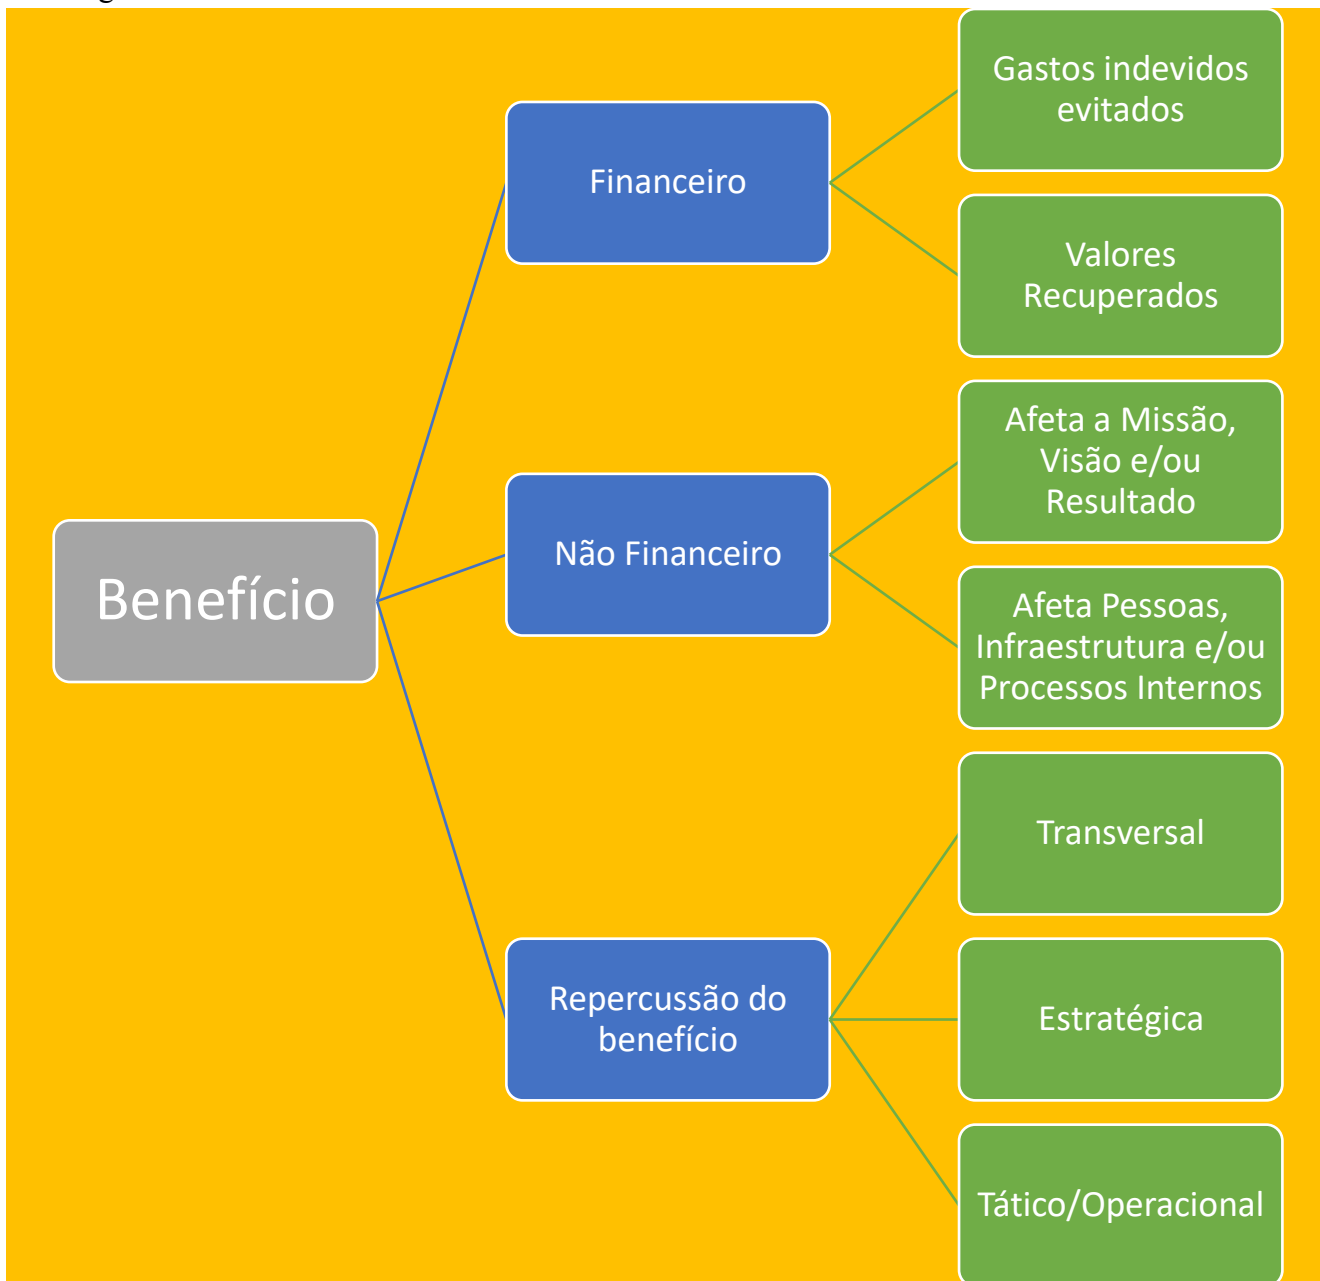 Gastos indevidos
evitados
Financeiro
Valores
Recuperados
Afeta a Missão,
Visão e/ou
Resultado
Não Financeiro
Benefício
Afeta Pessoas,
Infraestrutura e/ou
Processos Internos
Transversal
Repercussão do
benefício
Estratégica
Tático/Operacional